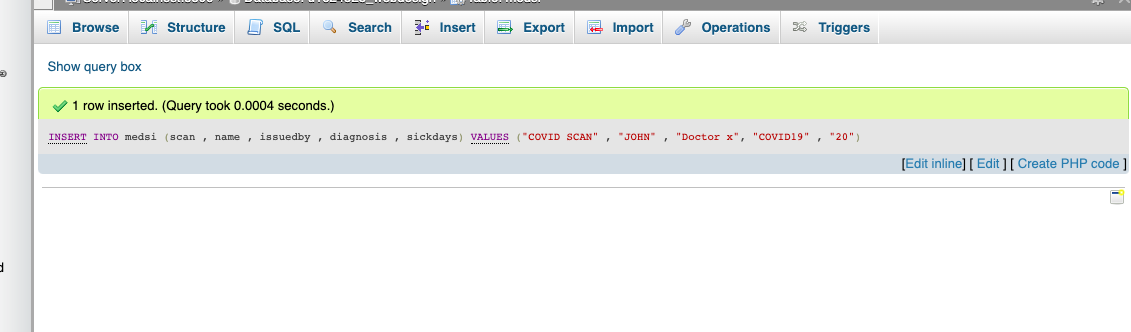 Browse Structure SQL Search Insert Export Import Operations Triggers
Show query box
1 row inserted. (Query took 0.0004 seconds.)
INSERT INTO medsi (scan , name , issuedby , diagnosis , sickdays) VALUES ("COVID SCAN" , "JOHN" , "Doctor x", "COVID19" , "20")
[Edit inline] [ Edit ] [ Create PHP code ]